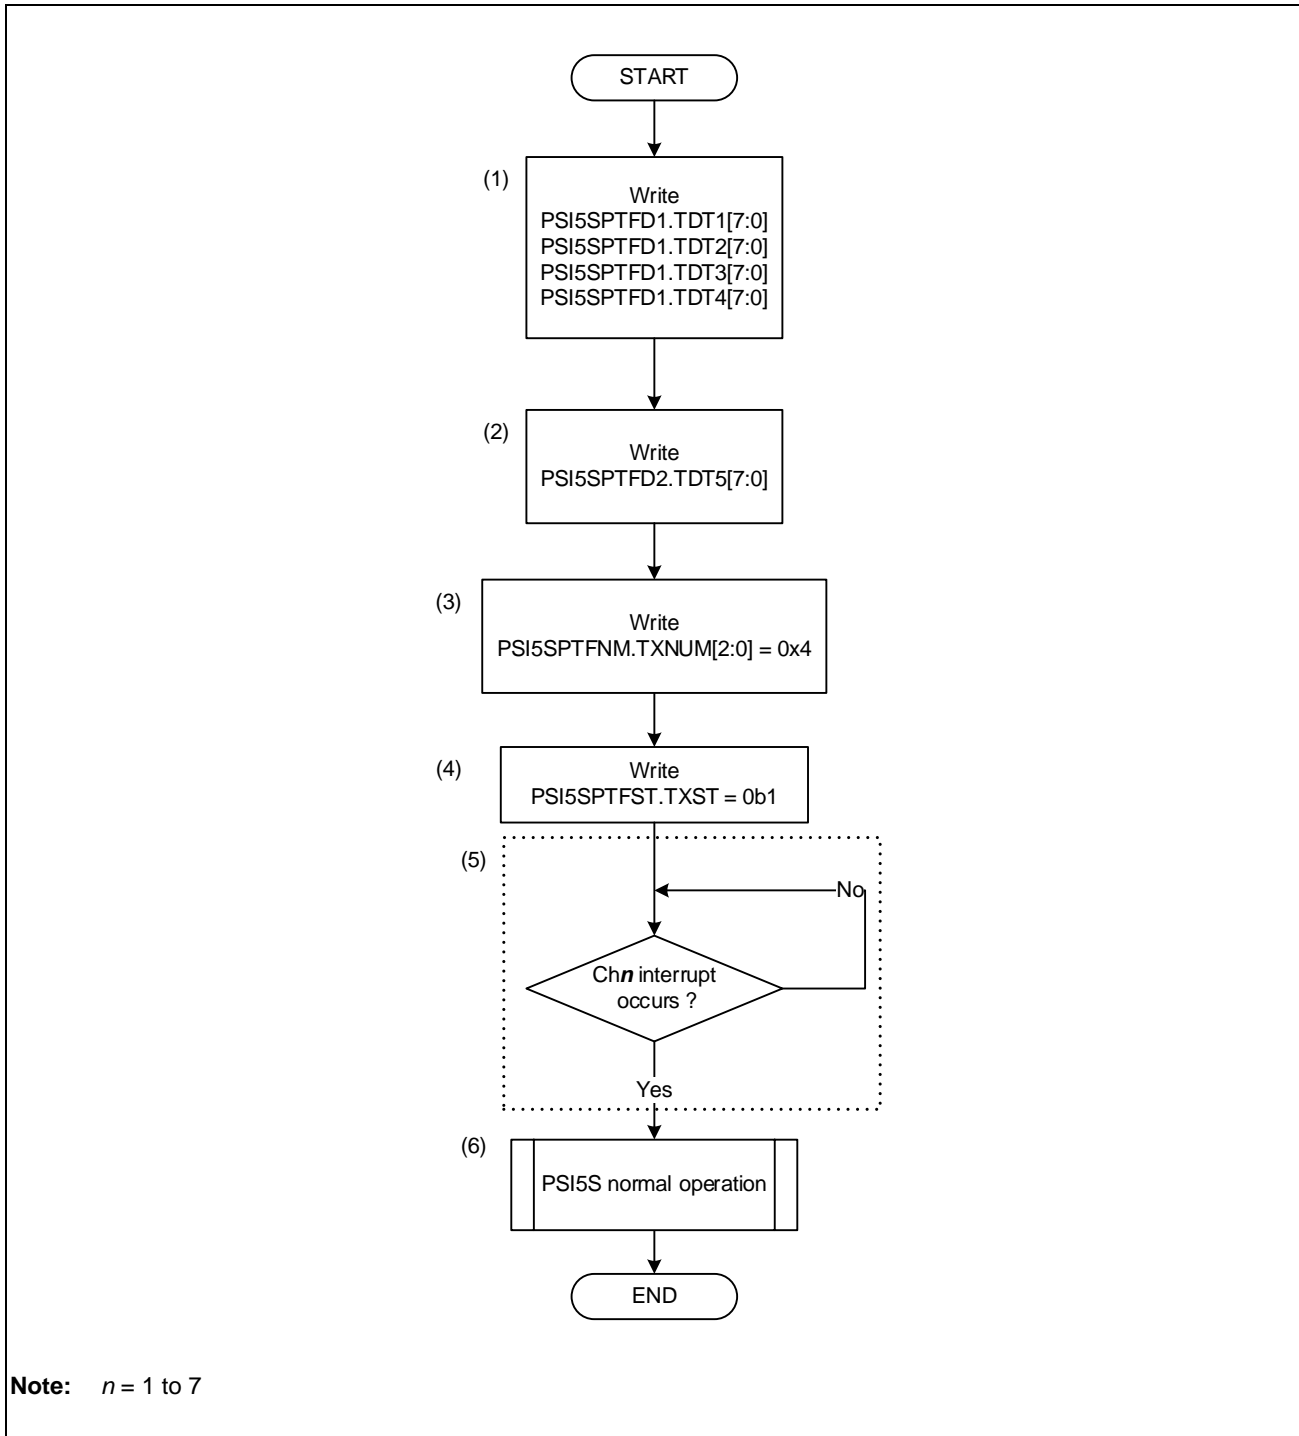 START
(1)
Write
PSI5SPTFD1.TDT1[7:0]
PSI5SPTFD1.TDT2[7:0]
PSI5SPTFD1.TDT3[7:0]
PSI5SPTFD1.TDT4[7:0]
(2)
Write
PSI5SPTFD2.TDT5[7:0]
(3)
Write
PSI5SPTFNM.TXNUM[2:0] = 0x4
(4)
Write
PSI5SPTFST.TXST = 0b1
(5)
No
Chn interrupt
occurs ?
Yes
(6)
PSI5S normal operation
END
Note: n = 1 to 7